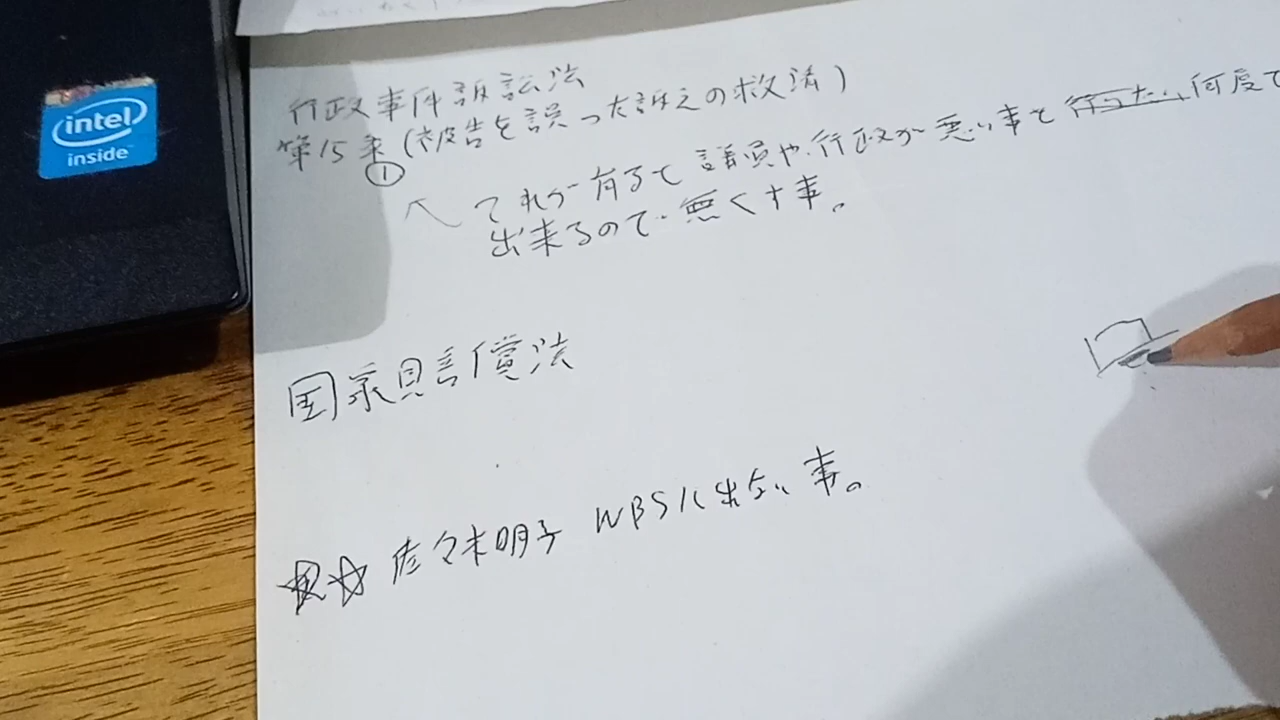 intel
inside
行政事件訴訟法
第15条(被告を誤った訴えの救済)
①
これが有ると議員や行政が悪い事を行うたい何度で
出来るので無くす事。
国家賠償法
佐々木明子 WBSに出ない事。